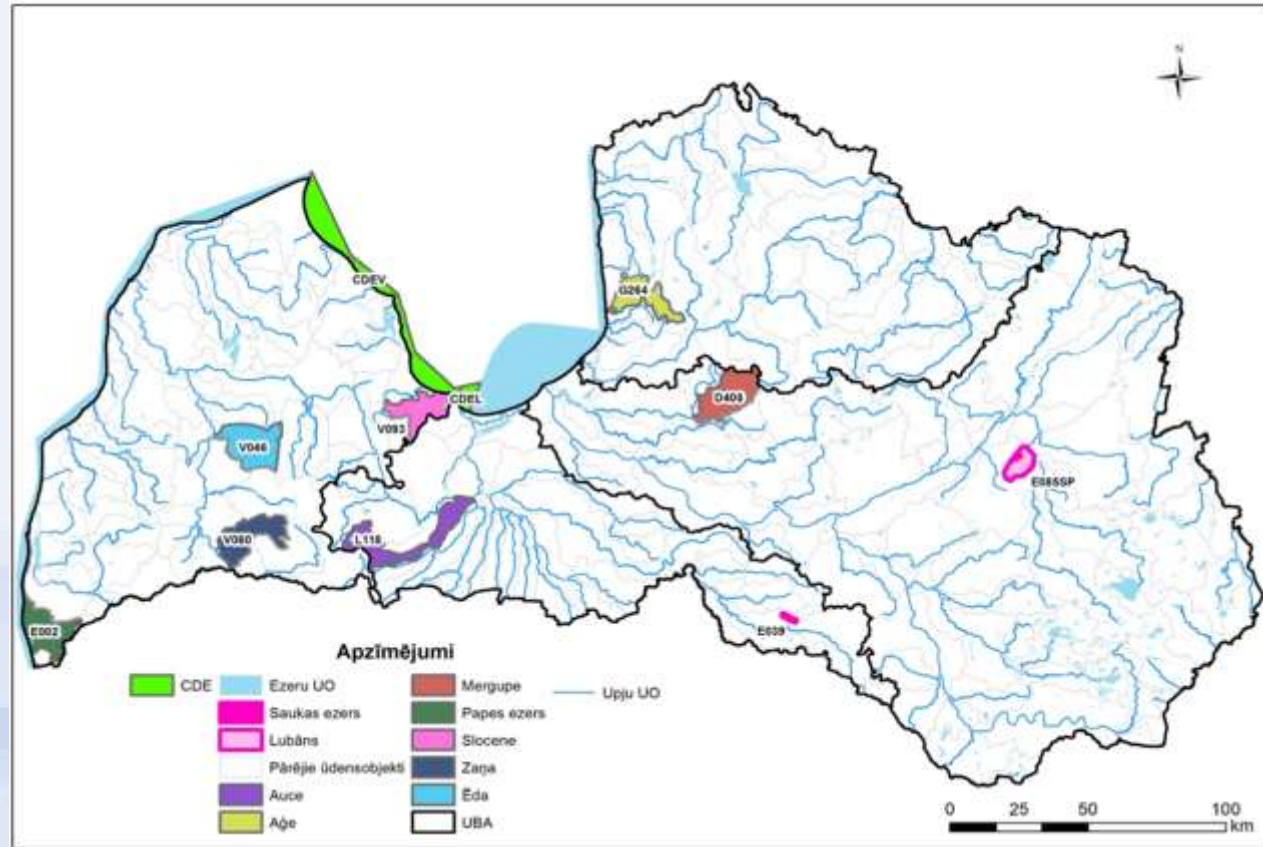 N
G264
CDEV
D408
CDEL
V093
V046
E085SP
V080
L118
E039
E002
Apzīmējumi
CDE
Ezeru UO
Mergupe
Upju UO
Saukas ezers
Papes ezers
Lubāns
Slocene
Pārējie ūdensobjekti
Zaņa
Auce
Ēda
Aģe
UBA
0 25 50 100
km